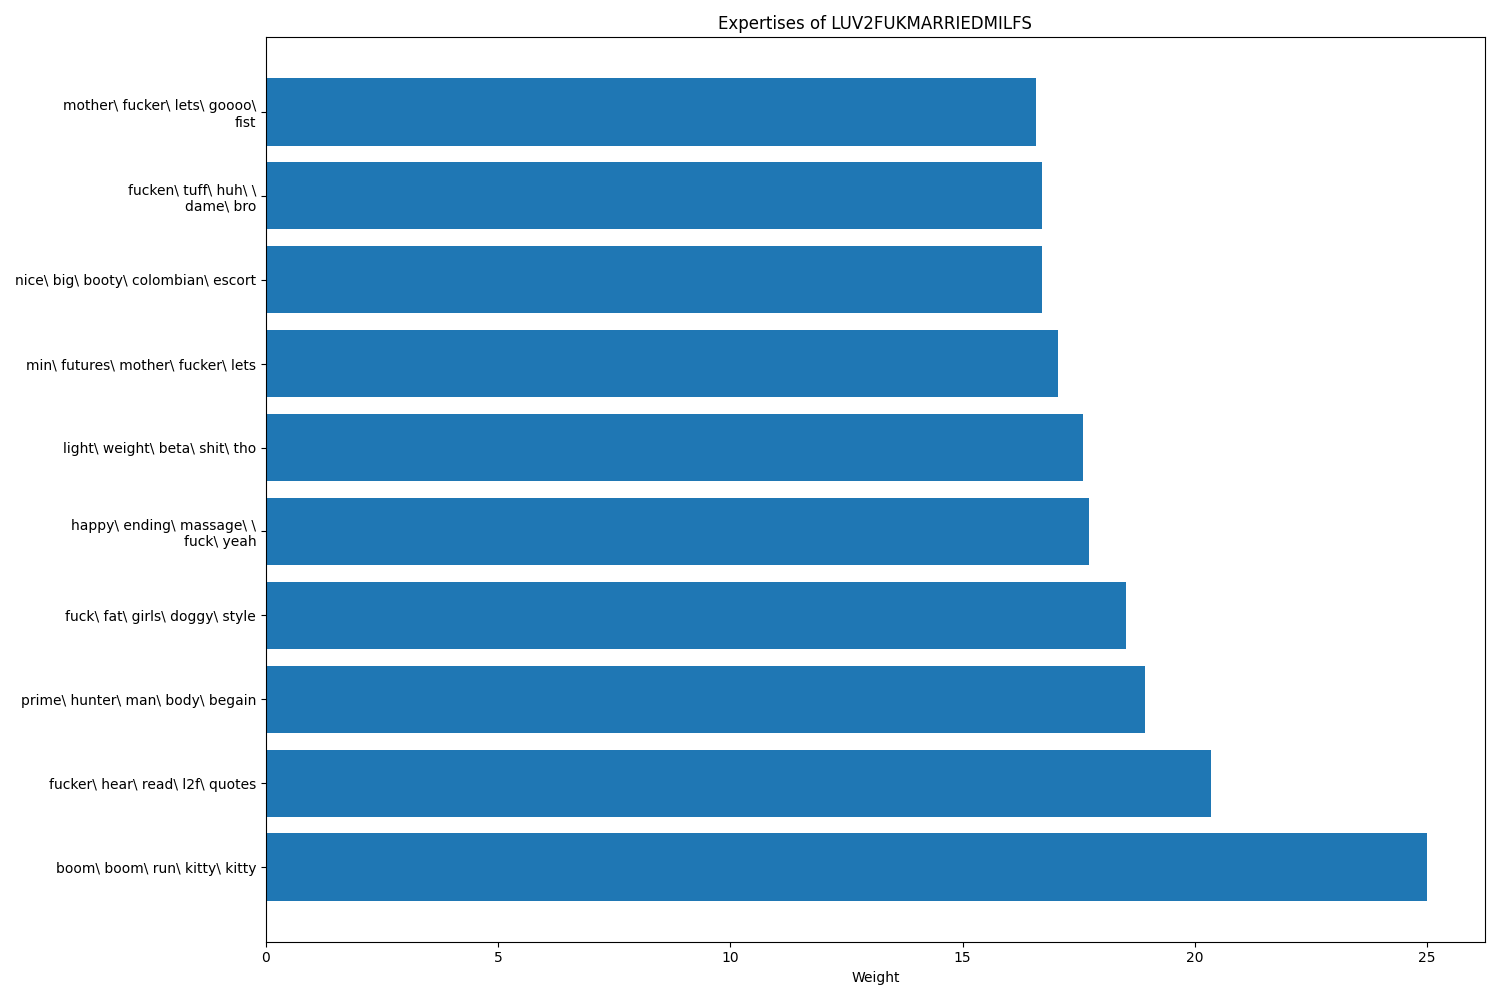 Expertises of LUV2FUKMARRIEDMILFS
mother\ fucker\ lets\ goooo\
fist
fucken\ tuff\ huh\ \
dame\ bro
nice\ big\ booty\ colombian\ escort
min\ futures\ mother\ fucker\ lets
light\ weight\ beta\ shit\ tho
happy\ ending\ massage\ \
fuck\ yeah
fuck\ fat\ girls\ doggy\ style
prime\ hunter\ man\ body\ begain
fucker\ hear\ read\ l2f\ quotes
boom\ boom\ run\ kitty\ kitty
0 5 10 15 20 25
Weight